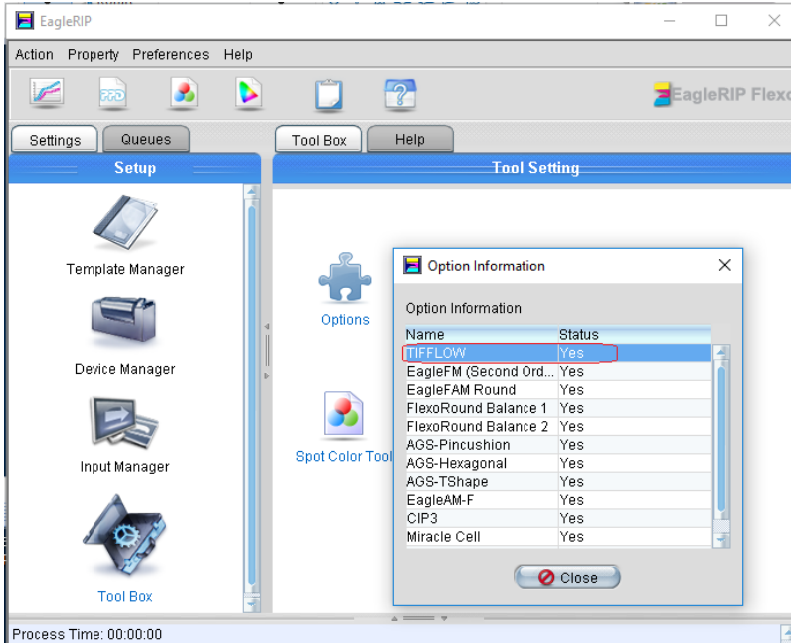 EagleRIP
Action Property Preferences Help
PPD
EagleRIP Flexo
Settings Queues Tool Box Help
Setup
Tool Setting
Template Manager
Device Manager
Input Manager
Tool Box
Options
Spot Color Tool
Option Information
Option Information
Name Status
TIFFLOW Yes
EagleFM (Second Ord... Yes
EagleFAM Round Yes
FlexoRound Balance 1 Yes
FlexoRound Balance 2 Yes
AGS-Pincushion Yes
AGS-Hexagonal Yes
AGS-TShape Yes
EagleAM-F Yes
CIP3 Yes
Miracle Cell Yes
Close
Process Time: 00:00:00